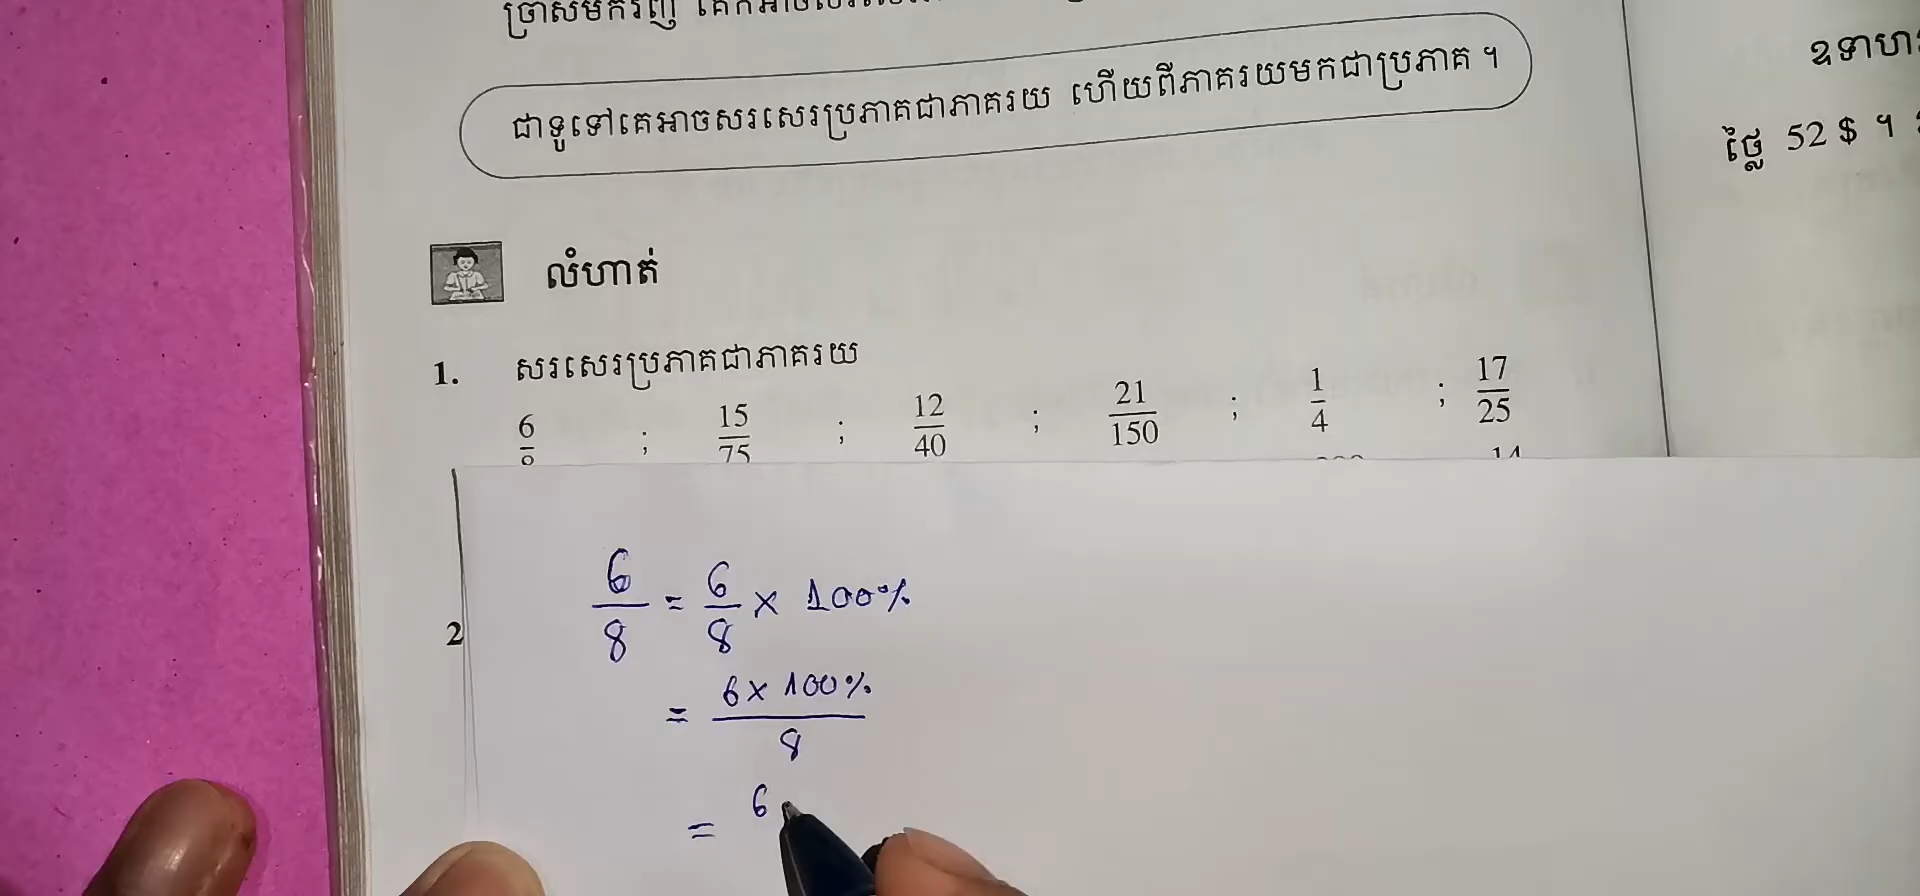 ជាទូទៅគេអាចសរសេរប្រភាគជាភាគរយ ហើយពីភាគរយមកជាប្រភាគ ។
ថ្លៃ 52 $ ។
លំហាត់
1. សរសេរប្រភាគជាភាគរយ
6/8 ; 15/75 ; 12/40 ; 21/150 ; 1/4 ; 17/25
14
2
6/8 = 6/8 × 100%
= 6 × 100% / 8
= 6